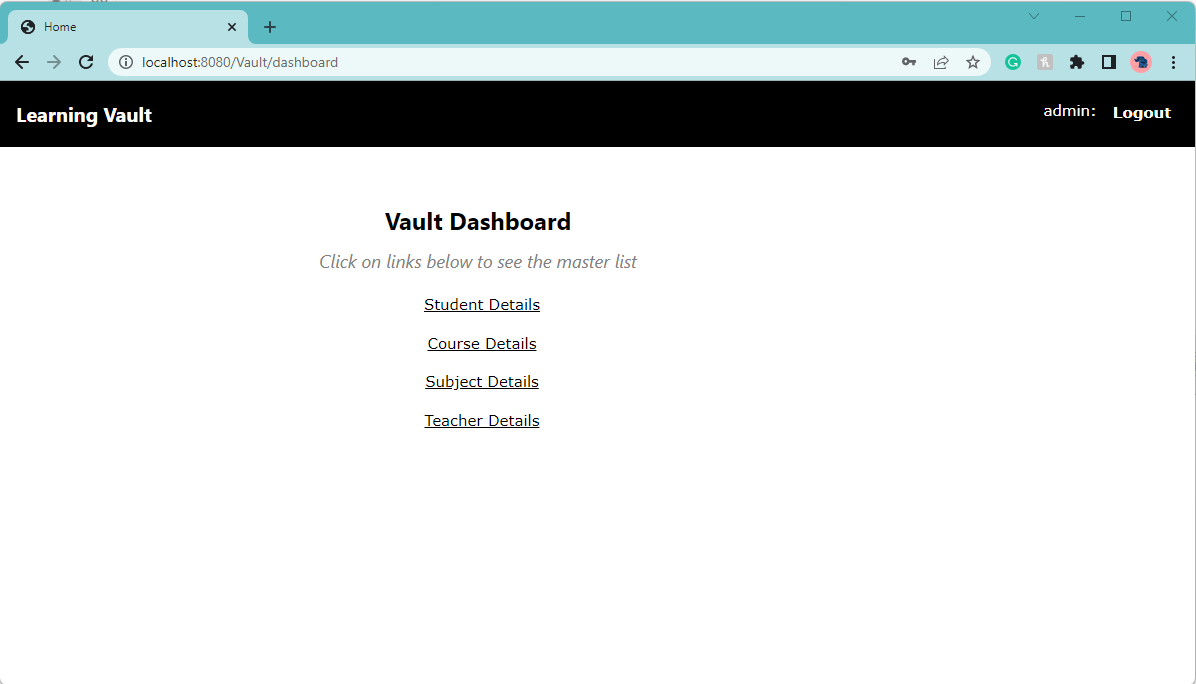 Home
localhost:8080/Vault/dashboard
Learning Vault
admin: Logout
Vault Dashboard
Click on links below to see the master list
Student Details
Course Details
Subject Details
Teacher Details